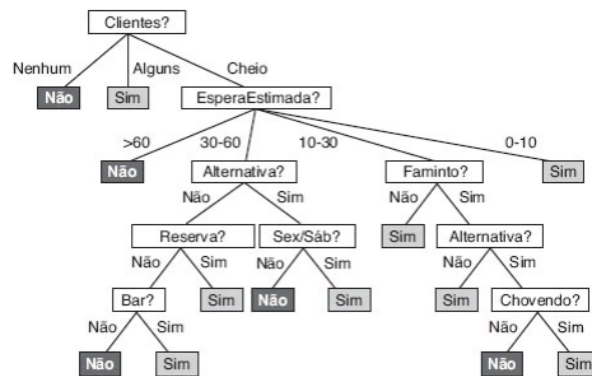 Clientes?
Nenhum Alguns Cheio
Não Sim EsperaEstimada?
>60 30-60 10-30 0-10
Não Alternativa? Faminto? Sim
Não Sim Não Sim
Reserva? Sex/Sáb? Sim Alternativa?
Não Sim Não Sim Não Sim
Bar? Sim Não Sim Sim Chovendo?
Não Sim Não Sim
Não Sim Não Sim